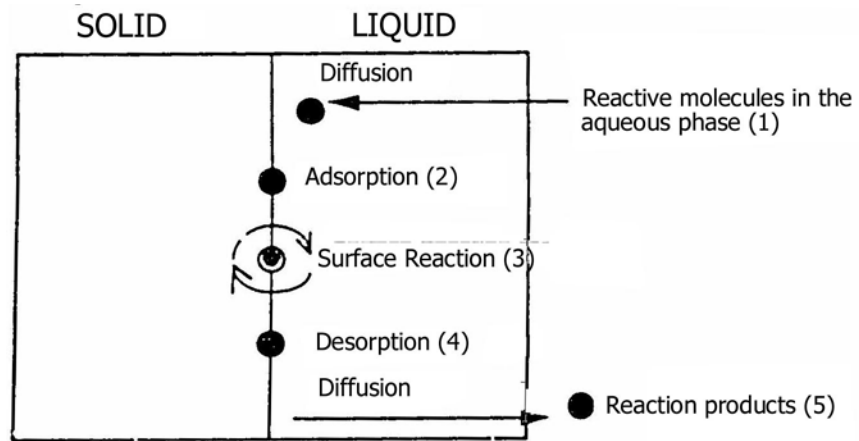 SOLID LIQUID
Diffusion
Reactive molecules in the
aqueous phase (1)
Adsorption (2)
Surface Reaction (3)
Desorption (4)
Diffusion
Reaction products (5)